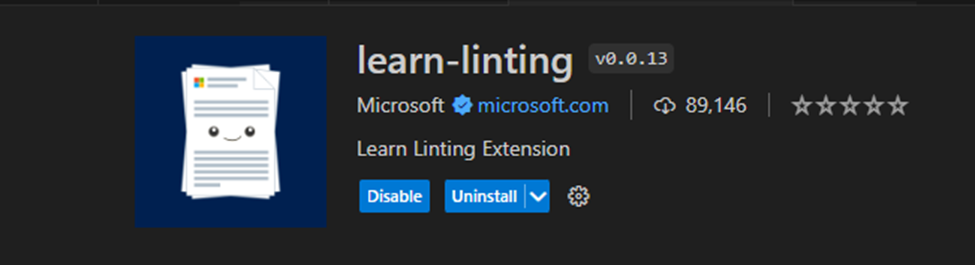 learn-linting v0.0.13
Microsoft microsoft.com 89,146
Learn Linting Extension
Disable Uninstall